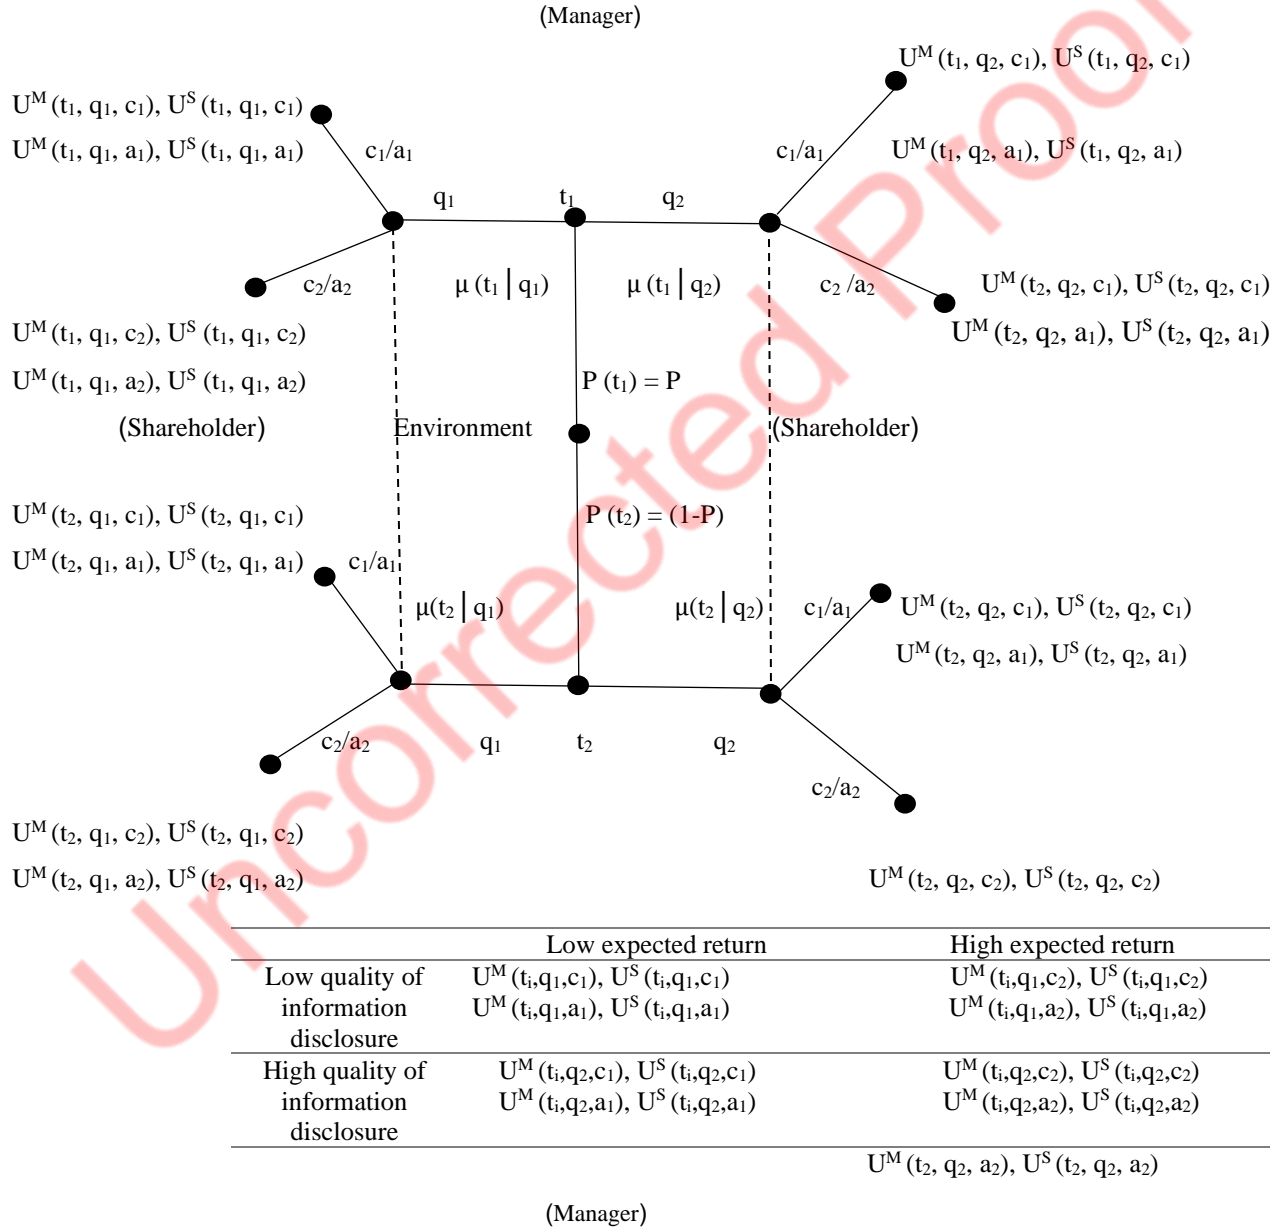 (Manager)
U^M (t₁, q₂, c₁), U^S (t₁, q₂, c₁)
U^M (t₁, q₁, c₁), U^S (t₁, q₁, c₁)
U^M (t₁, q₁, a₁), U^S (t₁, q₁, a₁)
c₁/a₁
c₁/a₁
U^M (t₁, q₂, a₁), U^S (t₁, q₂, a₁)
q₁
t₁
q₂
c₂/a₂
μ (t₁ | q₁)
μ (t₁ | q₂)
c₂ /a₂
U^M (t₂, q₂, c₁), U^S (t₂, q₂, c₁)
U^M (t₁, q₁, c₂), U^S (t₁, q₁, c₂)
U^M (t₂, q₂, a₁), U^S (t₂, q₂, a₁)
U^M (t₁, q₁, a₂), U^S (t₁, q₁, a₂)
P (t₁) = P
(Shareholder)
Environment
(Shareholder)
U^M (t₂, q₁, c₁), U^S (t₂, q₁, c₁)
P (t₂) = (1-P)
U^M (t₂, q₁, a₁), U^S (t₂, q₁, a₁)
c₁/a₁
μ(t₂ | q₁)
μ(t₂ | q₂)
c₁/a₁
U^M (t₂, q₂, c₁), U^S (t₂, q₂, c₁)
U^M (t₂, q₂, a₁), U^S (t₂, q₂, a₁)
c₂/a₂
q₁
t₂
q₂
c₂/a₂
U^M (t₂, q₁, c₂), U^S (t₂, q₁, c₂)
U^M (t₂, q₁, a₂), U^S (t₂, q₁, a₂)
U^M (t₂, q₂, c₂), U^S (t₂, q₂, c₂)
Low expected return High expected return
Low quality of information disclosure
U^M (tᵢ,q₁,c₁), U^S (tᵢ,q₁,c₁) U^M (tᵢ,q₁,c₂), U^S (tᵢ,q₁,c₂)
U^M (tᵢ,q₁,a₁), U^S (tᵢ,q₁,a₁) U^M (tᵢ,q₁,a₂), U^S (tᵢ,q₁,a₂)
High quality of information disclosure
U^M (tᵢ,q₂,c₁), U^S (tᵢ,q₂,c₁) U^M (tᵢ,q₂,c₂), U^S (tᵢ,q₂,c₂)
U^M (tᵢ,q₂,a₁), U^S (tᵢ,q₂,a₁) U^M (tᵢ,q₂,a₂), U^S (tᵢ,q₂,a₂)
U^M (t₂, q₂, a₂), U^S (t₂, q₂, a₂)
(Manager)
Uncorrected Proof